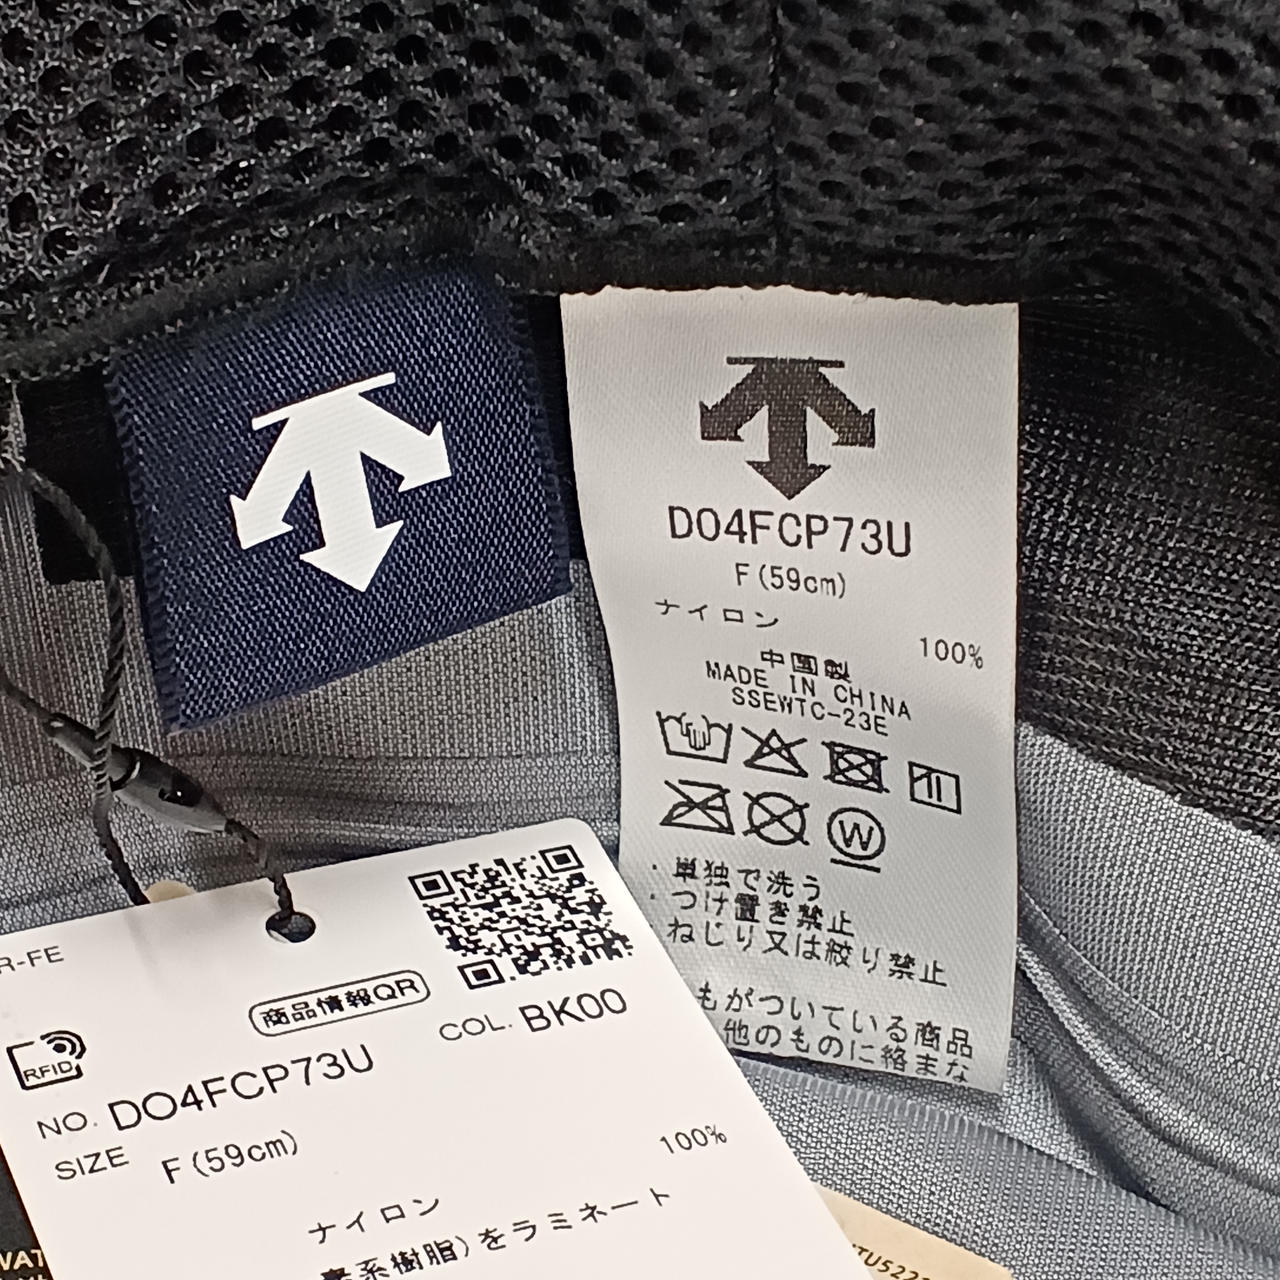 DO4FCP73U
F(59cm)
ナイロン
100%
中国製
MADE IN CHINA
SSEWTC-23E
W
・単独で洗う
・つけ置き禁止
ねじり又は絞り禁止
もがついている商品
他のものに絡まな
R-FE
商品情報QR
RFID
COL. BK00
NO. DO4FCP73U
SIZE F(59cm)
100%
ナイロン
素系樹脂)をラミネート